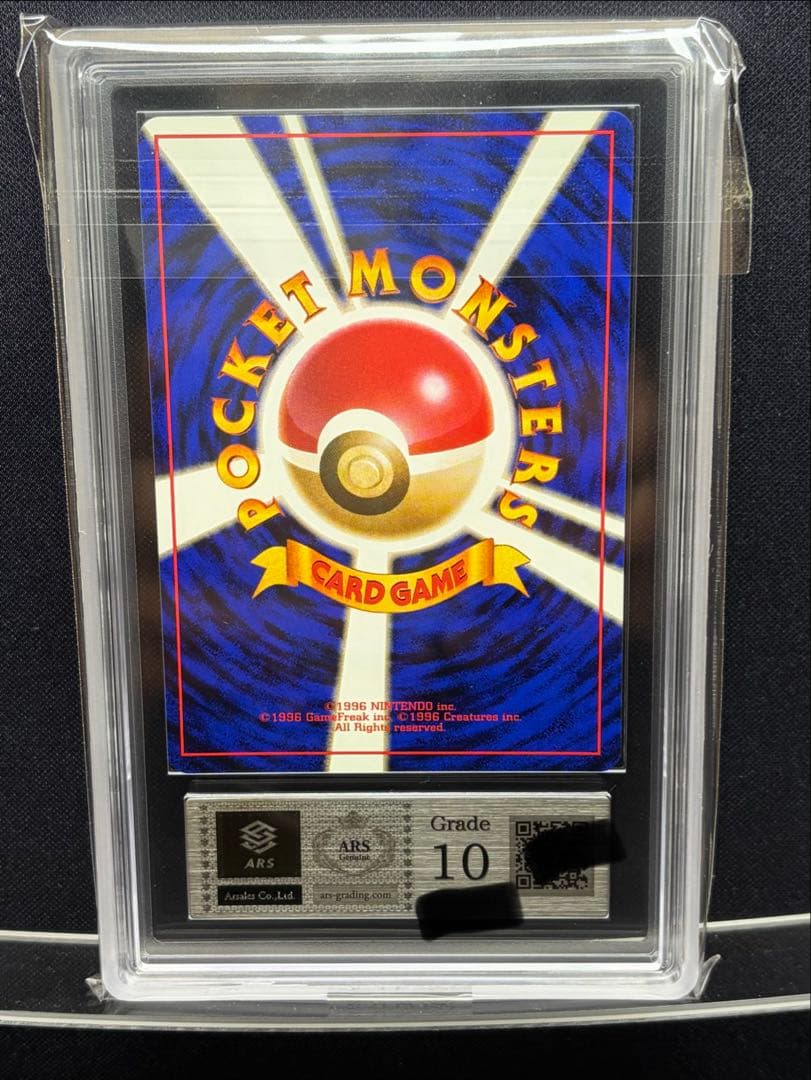 POCKET MONSTERS
CARD GAME
©1996 NINTENDO inc.
©1996 GameFreak inc. ©1996 Creatures inc.
All Rights reserved.
ARS
Arsales Co.,Ltd.
ARS
Genuine
ars-grading.com
Grade
10